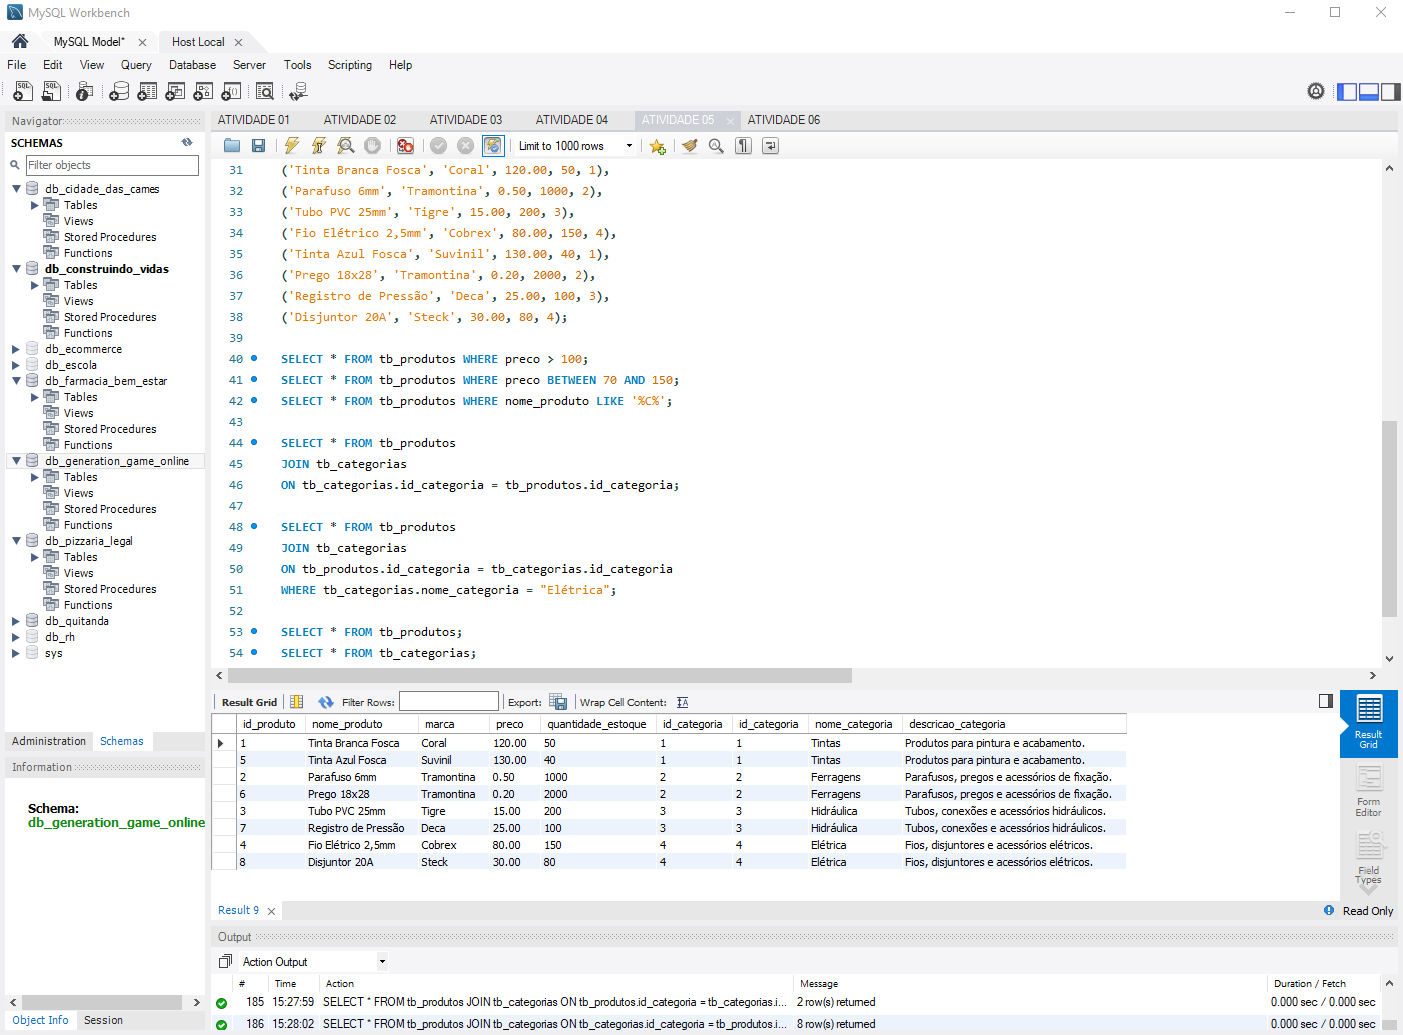 MySQL Workbench
MySQL Model*
Host Local
File Edit View Query Database Server Tools Scripting Help
Navigator
SCHEMAS
Filter objects
db_cidade_das_carnes
Tables
Views
Stored Procedures
Functions
db_construindo_vidas
Tables
Views
Stored Procedures
Functions
db_ecommerce
db_escola
db_farmacia_bem_estar
Tables
Views
Stored Procedures
Functions
db_generation_game_online
Tables
Views
Stored Procedures
Functions
db_pizzaria_legal
Tables
Views
Stored Procedures
Functions
db_quitanda
db_rh
sys
Administration Schemas
Information
Schema:
db_generation_game_online
Object Info Session
ATIVIDADE 01 ATIVIDADE 02 ATIVIDADE 03 ATIVIDADE 04 ATIVIDADE 05 ATIVIDADE 06
Limit to 1000 rows
31 ('Tinta Branca Fosca', 'Coral', 120.00, 50, 1),
32 ('Parafuso 6mm', 'Tramontina', 0.50, 1000, 2),
33 ('Tubo PVC 25mm', 'Tigre', 15.00, 200, 3),
34 ('Fio Elétrico 2,5mm', 'Cobrex', 80.00, 150, 4),
35 ('Tinta Azul Fosca', 'Suvinil', 130.00, 40, 1),
36 ('Prego 18x28', 'Tramontina', 0.20, 2000, 2),
37 ('Registro de Pressão', 'Deca', 25.00, 100, 3),
38 ('Disjuntor 20A', 'Steck', 30.00, 80, 4);
39
40 SELECT * FROM tb_produtos WHERE preco > 100;
41 SELECT * FROM tb_produtos WHERE preco BETWEEN 70 AND 150;
42 SELECT * FROM tb_produtos WHERE nome_produto LIKE '%C%';
43
44 SELECT * FROM tb_produtos
45 JOIN tb_categorias
46 ON tb_categorias.id_categoria = tb_produtos.id_categoria;
47
48 SELECT * FROM tb_produtos
49 JOIN tb_categorias
50 ON tb_produtos.id_categoria = tb_categorias.id_categoria
51 WHERE tb_categorias.nome_categoria = "Elétrica";
52
53 SELECT * FROM tb_produtos;
54 SELECT * FROM tb_categorias;
Result Grid Filter Rows: Export: Wrap Cell Content:
id_produto nome_produto marca preco quantidade_estoque id_categoria id_categoria nome_categoria descricao_categoria
1 Tinta Branca Fosca Coral 120.00 50 1 1 Tintas Produtos para pintura e acabamento.
5 Tinta Azul Fosca Suvinil 130.00 40 1 1 Tintas Produtos para pintura e acabamento.
2 Parafuso 6mm Tramontina 0.50 1000 2 2 Ferragens Parafusos, pregos e acessórios de fixação.
6 Prego 18x28 Tramontina 0.20 2000 2 2 Ferragens Parafusos, pregos e acessórios de fixação.
3 Tubo PVC 25mm Tigre 15.00 200 3 3 Hidráulica Tubos, conexões e acessórios hidráulicos.
7 Registro de Pressão Deca 25.00 100 3 3 Hidráulica Tubos, conexões e acessórios hidráulicos.
4 Fio Elétrico 2,5mm Cobrex 80.00 150 4 4 Elétrica Fios, disjuntores e acessórios elétricos.
8 Disjuntor 20A Steck 30.00 80 4 4 Elétrica Fios, disjuntores e acessórios elétricos.
Result
Grid
Form
Editor
Field
Types
Result 9
Read Only
Output
Action Output
# Time Action Message Duration / Fetch
185 15:27:59 SELECT * FROM tb_produtos JOIN tb_categorias ON tb_produtos.id_categoria = tb_categorias.i... 2 row(s) returned 0.000 sec / 0.000 sec
186 15:28:02 SELECT * FROM tb_produtos JOIN tb_categorias ON tb_categorias.id_categoria = tb_produtos.i... 8 row(s) returned 0.000 sec / 0.000 sec